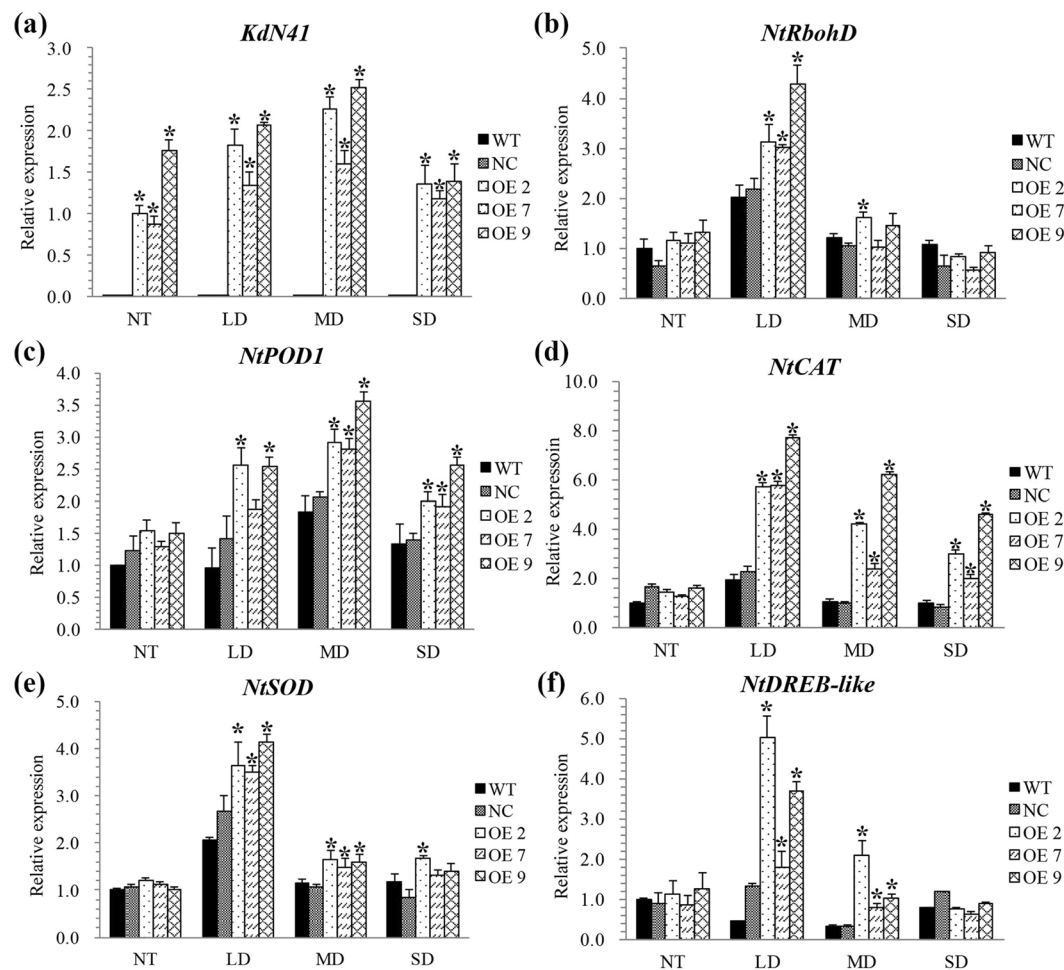 (a)
KdN41
Relative expression
3.0
2.5
2.0
1.5
1.0
0.5
0.0
* * *
* * *
* * *
* * *
NT LD MD SD
WT
NC
OE 2
OE 7
OE 9
(b)
NtRbohD
Relative expression
5.0
4.0
3.0
2.0
1.0
0.0
* * *
*
NT LD MD SD
WT
NC
OE 2
OE 7
OE 9
(c)
NtPOD1
Relative expression
4.0
3.5
3.0
2.5
2.0
1.5
1.0
0.5
0.0
* *
* * *
* * *
NT LD MD SD
WT
NC
OE 2
OE 7
OE 9
(d)
NtCAT
Relative expressoin
10.0
8.0
6.0
4.0
2.0
0.0
* * *
* * *
* * *
NT LD MD SD
WT
NC
OE 2
OE 7
OE 9
(e)
NtSOD
Relative expression
5.0
4.0
3.0
2.0
1.0
0.0
* * *
* * *
*
NT LD MD SD
WT
NC
OE 2
OE 7
OE 9
(f)
NtDREB-like
Relative expression
6.0
5.0
4.0
3.0
2.0
1.0
0.0
* * *
* * *
NT LD MD SD
WT
NC
OE 2
OE 7
OE 9